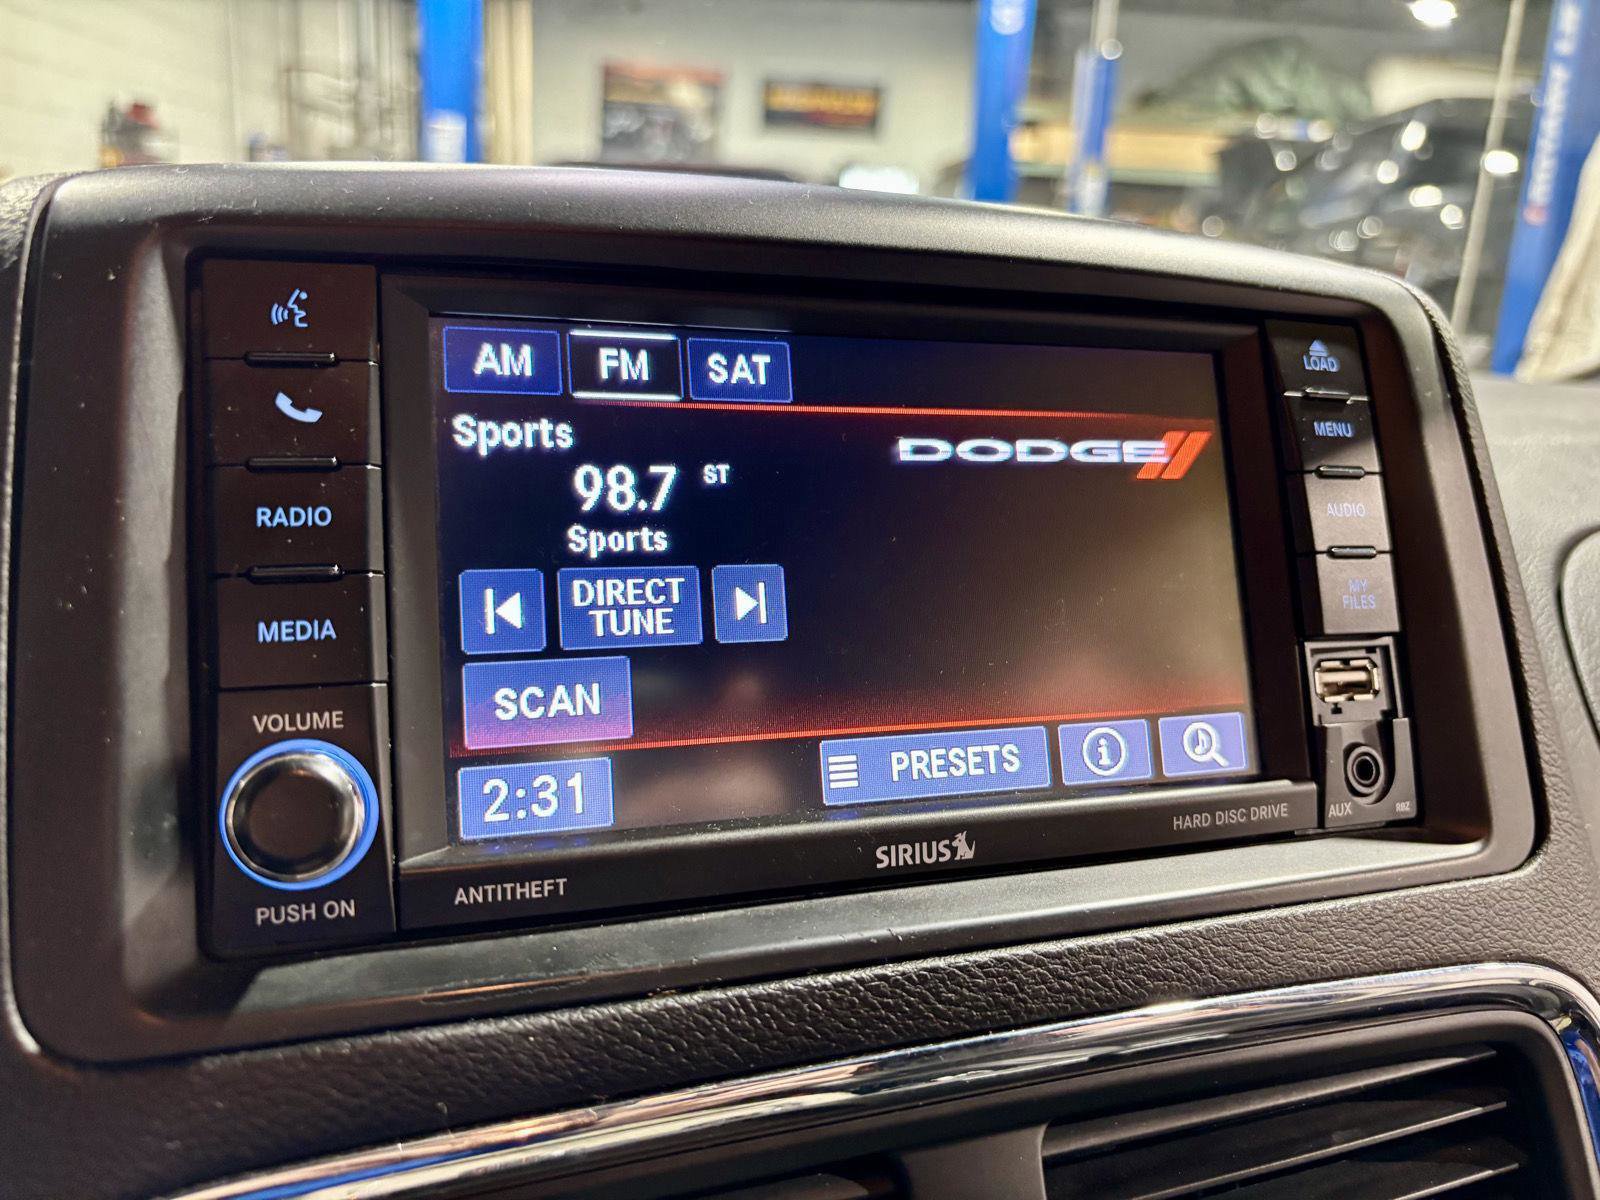 AM FM SAT
Sports
DODGE
98.7 ST
Sports
DIRECT
TUNE
SCAN
2:31
PRESETS
i
RADIO
MEDIA
VOLUME
PUSH ON
LOAD
MENU
AUDIO
MY
FILES
AUX
RBZ
HARD DISC DRIVE
SIRIUS
ANTITHEFT